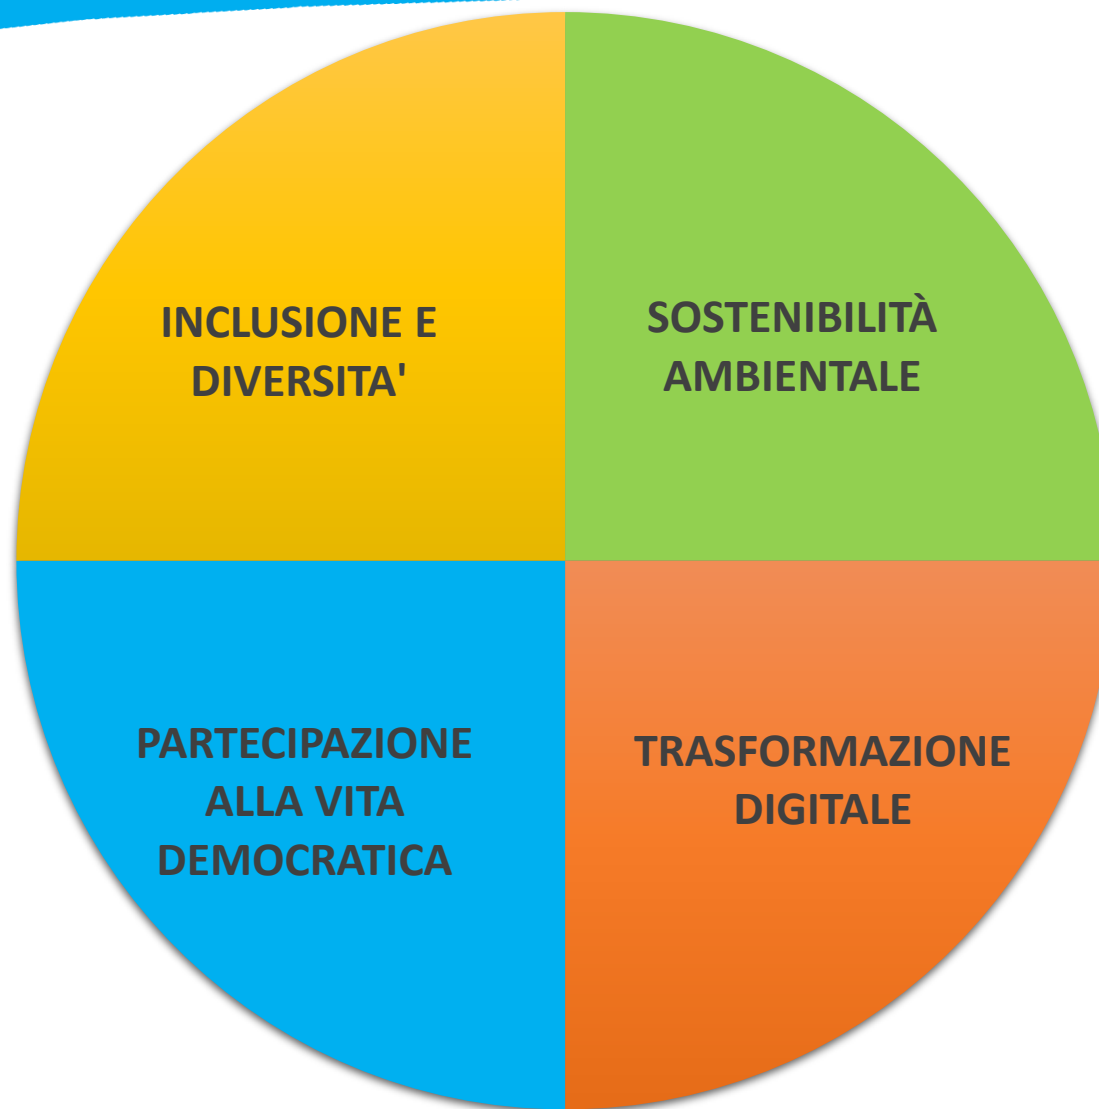 INCLUSIONE E
DIVERSITA'
SOSTENIBILITÀ
AMBIENTALE
PARTECIPAZIONE
ALLA VITA
DEMOCRATICA
TRASFORMAZIONE
DIGITALE